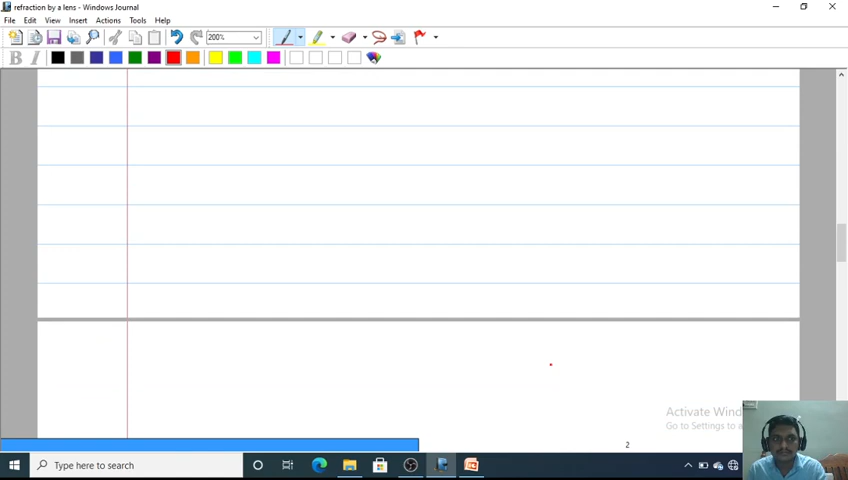 refraction by a lens - Windows Journal
File Edit View Insert Actions Tools Help
200%
B I
Activate Wind
Go to Settings to a
2
Type here to search